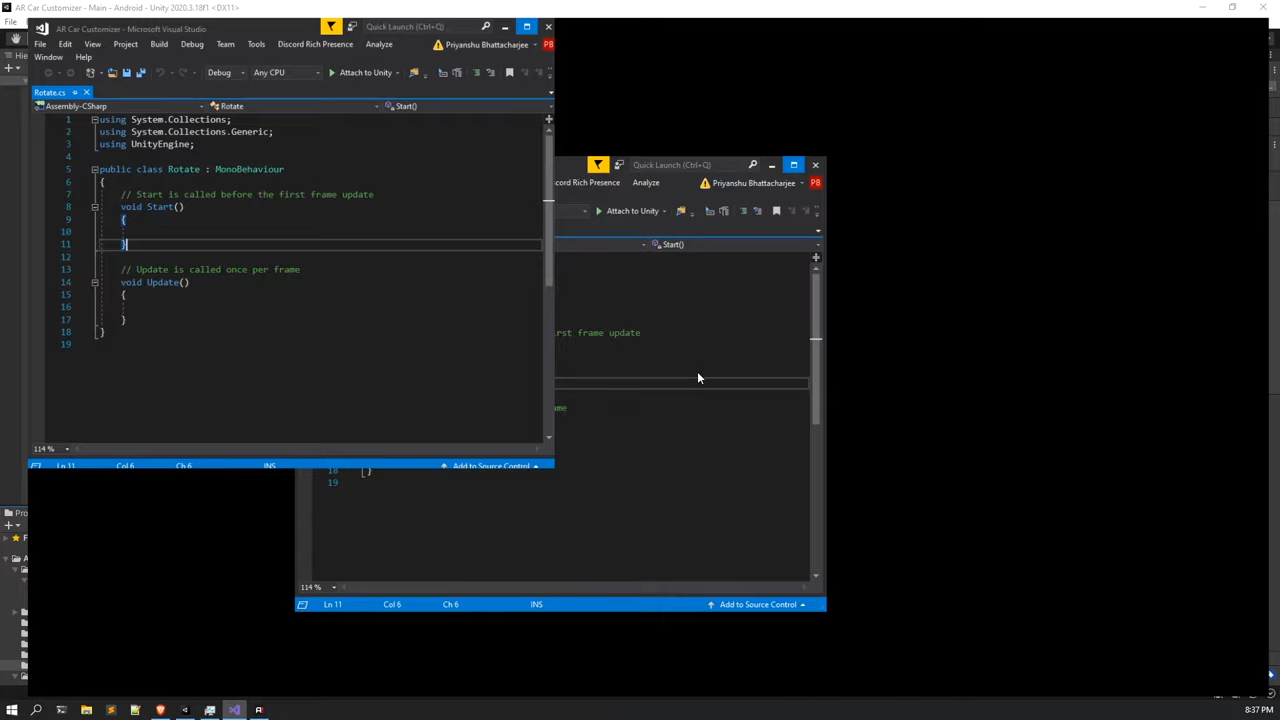 AR Car Customizer - Main - Android - Unity 2020.3.18f1 <DX11>
File
AR Car Customizer - Microsoft Visual Studio
Quick Launch (Ctrl+Q)
File Edit View Project Build Debug Team Tools Discord Rich Presence Analyze
Priyanshu Bhattacharjee PB
Window Help
Debug Any CPU Attach to Unity
Rotate.cs
Assembly-CSharp Rotate Start()
1 using System.Collections;
2 using System.Collections.Generic;
3 using UnityEngine;
4
5 public class Rotate : MonoBehaviour
6 {
7 // Start is called before the first frame update
8 void Start()
9 {
10
11 }
12
13 // Update is called once per frame
14 void Update()
15 {
16
17 }
18 }
19
114 %
Ln 11 Col 6 Ch 6 INS Add to Source Control
Quick Launch (Ctrl+Q)
cord Rich Presence Analyze Priyanshu Bhattacharjee PB
Attach to Unity
Start()
rst frame update
ame
18 }
19
114 %
Ln 11 Col 6 Ch 6 INS Add to Source Control
8:37 PM